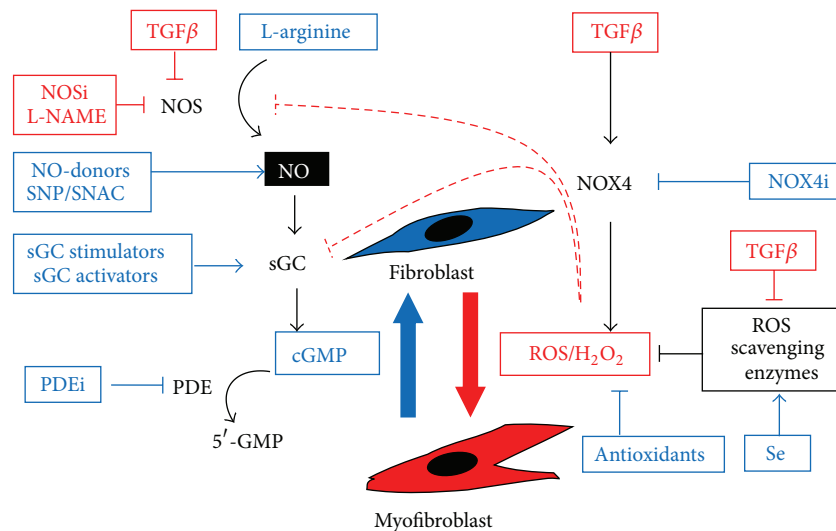 TGFβ
L-arginine
TGFβ
NOSi
L-NAME
NOS
NO-donors
SNP/SNAC
NO
NOX4
NOX4i
sGC stimulators
sGC activators
sGC
Fibroblast
TGFβ
cGMP
ROS/H₂O₂
ROS
scavenging
enzymes
PDEi
PDE
5′-GMP
Antioxidants
Se
Myofibroblast